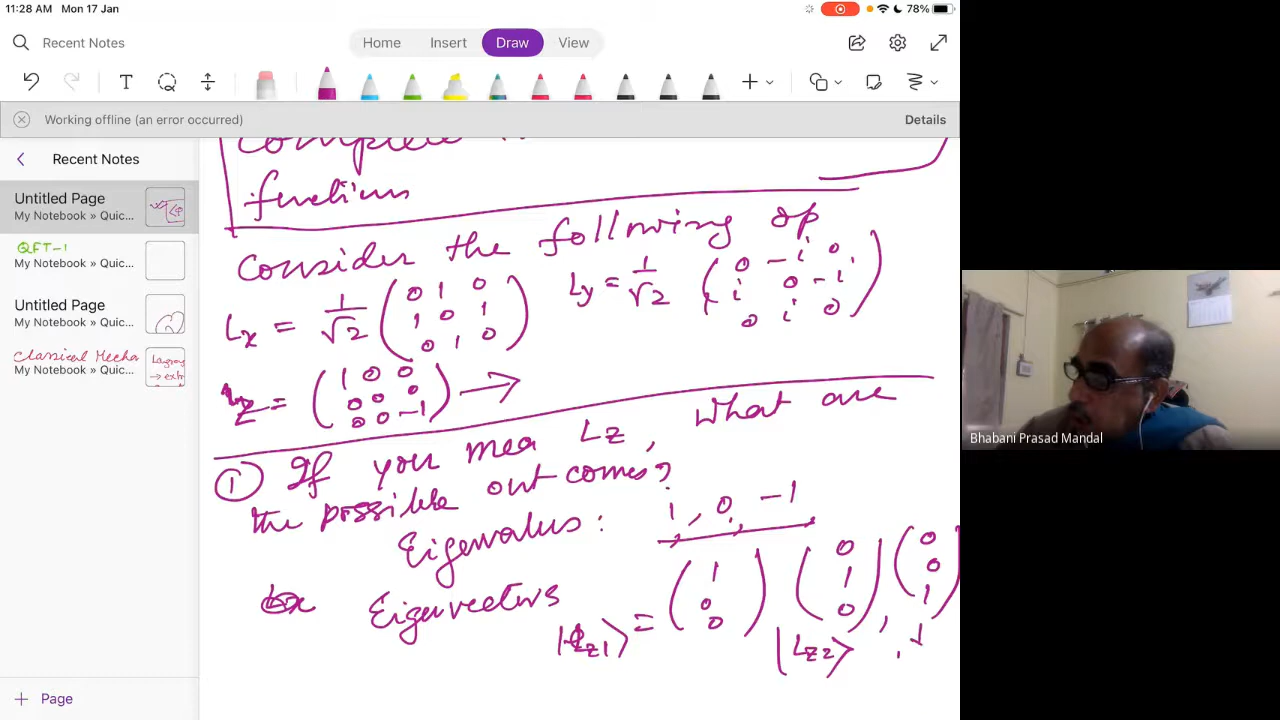 11:28 AM Mon 17 Jan
78%
Recent Notes
Home Insert Draw View
Working offline (an error occurred)
Details
Recent Notes
Untitled Page
My Notebook » Quic...
QFT-1
My Notebook » Quic...
Untitled Page
My Notebook » Quic...
Classical Mecha
My Notebook » Quic...
Page
complete
functions
Consider the following op
Lx = 1/√2 (0 1 0
1 0 1
0 1 0)
Ly = 1/√2 (0 -i 0
i 0 -i
0 i 0)
Lz = (1 0 0
0 0 0
0 0 -1) →
① If you mea Lz, what are
the possible out comes?
Eigenvalus: 1, 0, -1
Eigenvectors
|Lz1> = (1
0
0)
(0
1
0),
(0
0
1)
|Lz2>
Bhabani Prasad Mandal